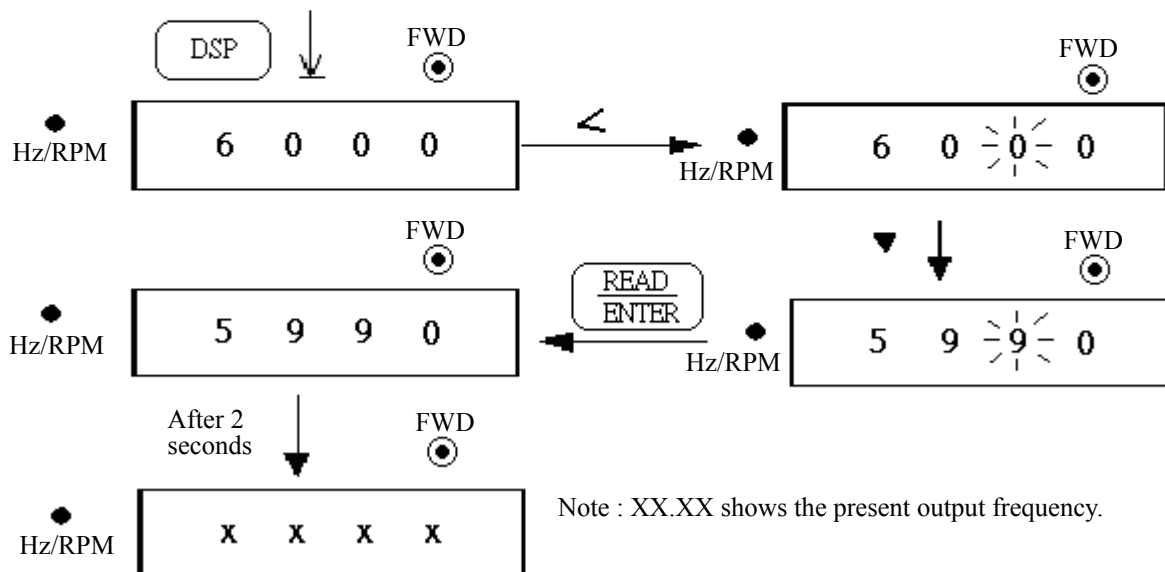 DSP
FWD
Hz/RPM
6 0 0 0
<
FWD
Hz/RPM
6 0 0 0
FWD
Hz/RPM
5 9 9 0
READ
ENTER
FWD
Hz/RPM
5 9 9 0
After 2
seconds
FWD
Hz/RPM
x x x x
Note : XX.XX shows the present output frequency.